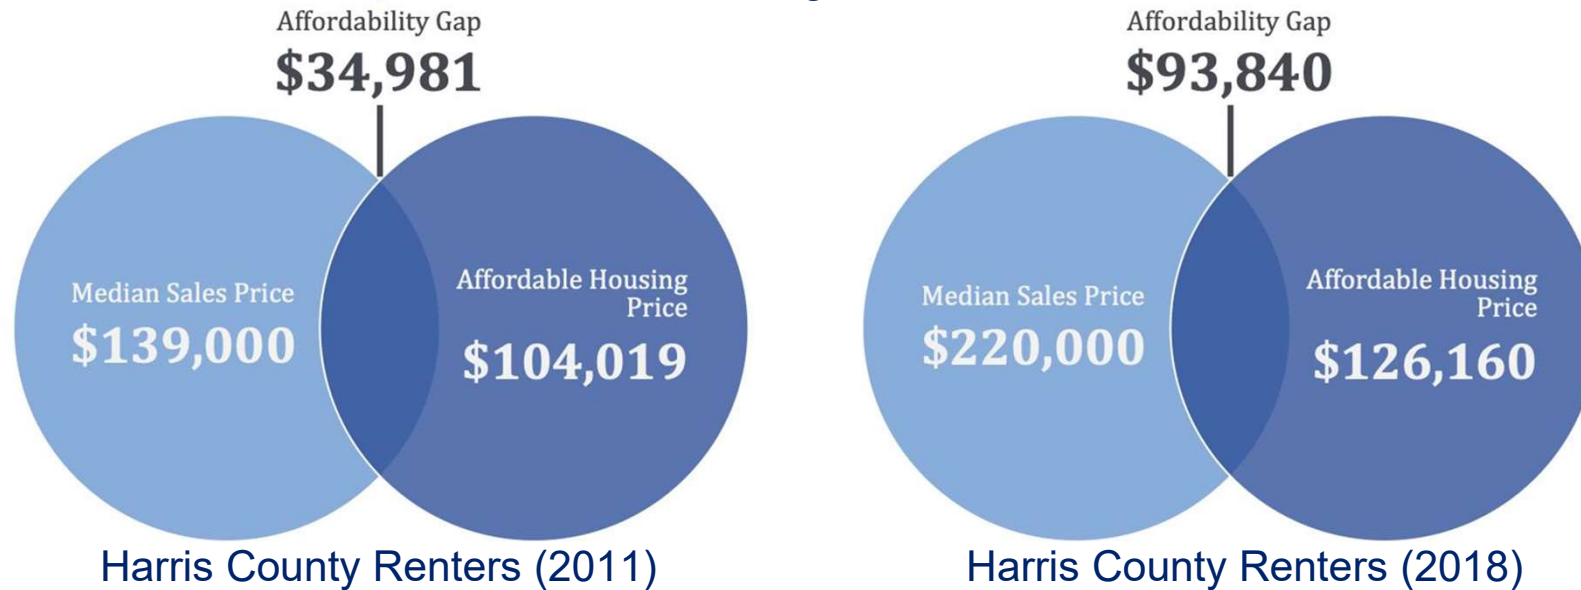 Affordability Gap
$34,981
Median Sales Price
$139,000
Affordable Housing
Price
$104,019
Harris County Renters (2011)
Affordability Gap
$93,840
Median Sales Price
$220,000
Affordable Housing
Price
$126,160
Harris County Renters (2018)